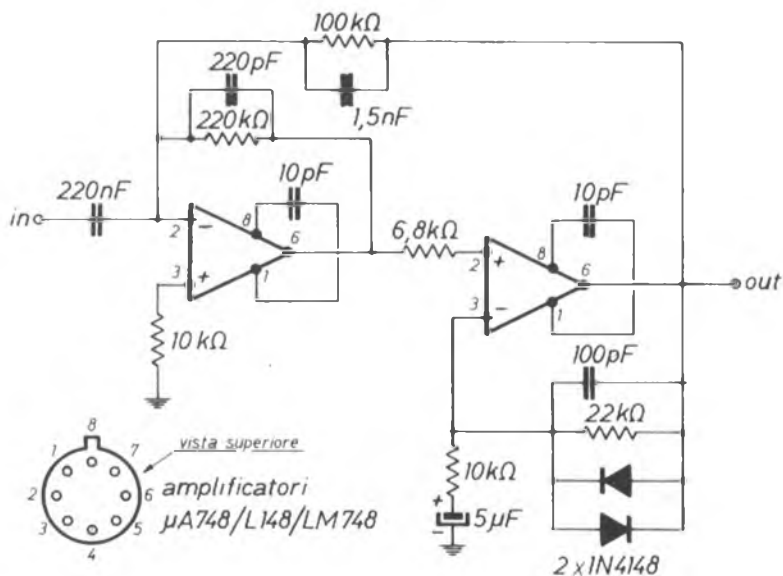 100kΩ
220pF
1,5nF
220kΩ
220nF
10pF
10pF
in
8
8
2
-
6
6,8kΩ
2
+
6
3
+
1
3
-
1
out
10kΩ
100pF
22kΩ
8
vista superiore
1
7
10kΩ
2
6
amplificatori
+
3
5
µA748/L148/LM748
-
5µF
4
2x1N4148